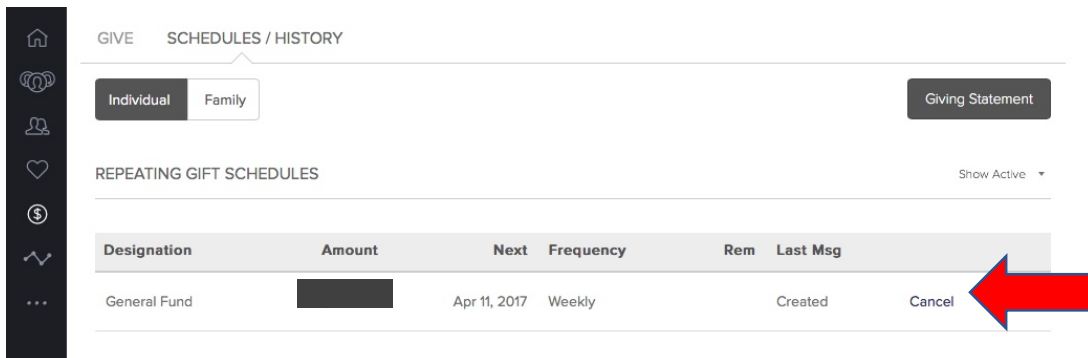 GIVE SCHEDULES / HISTORY
Individual Family Giving Statement
REPEATING GIFT SCHEDULES Show Active
Designation Amount Next Frequency Rem Last Msg
General Fund Apr 11, 2017 Weekly Created Cancel